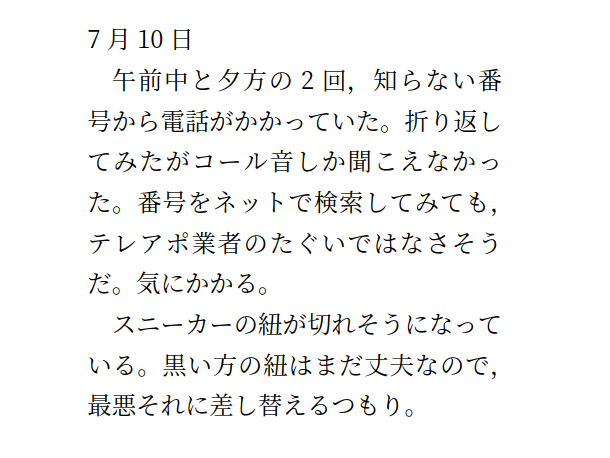 7 月 10 日
　午前中と夕方の 2 回，知らない番
号から電話がかかっていた。折り返し
てみたがコール音しか聞こえなかっ
た。番号をネットで検索してみても，
テレアポ業者のたぐいではなさそう
だ。気にかかる。
　スニーカーの紐が切れそうになって
いる。黒い方の紐はまだ丈夫なので，
最悪それに差し替えるつもり。